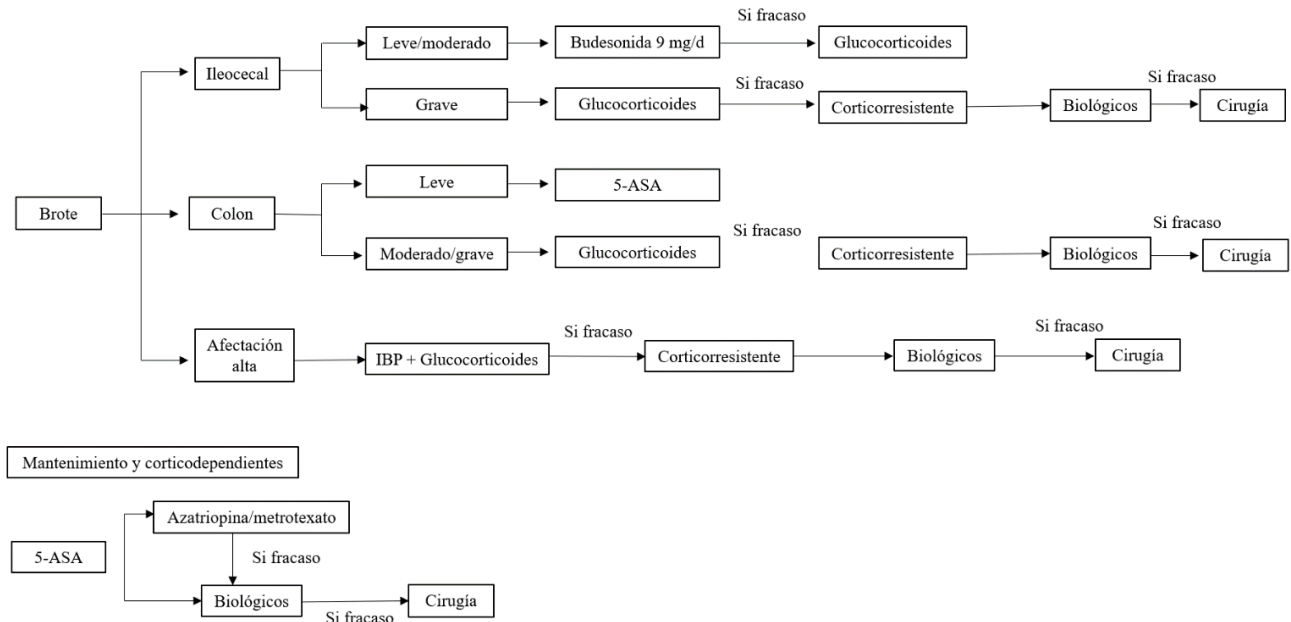 Si fracaso
Leve/moderado
Budesonida 9 mg/d
Glucocorticoides
Ileocecal
Si fracaso
Si fracaso
Grave
Glucocorticoides
Corticorresistente
Biológicos
Cirugía
Leve
5-ASA
Brote
Colon
Si fracaso
Si fracaso
Moderado/grave
Glucocorticoides
Corticorresistente
Biológicos
Cirugía
Afectación
alta
Si fracaso
Si fracaso
IBP + Glucocorticoides
Corticorresistente
Biológicos
Cirugía
Mantenimiento y corticodependientes
Azatriopina/metrotexato
5-ASA
Si fracaso
Biológicos
Cirugía
Si fracaso